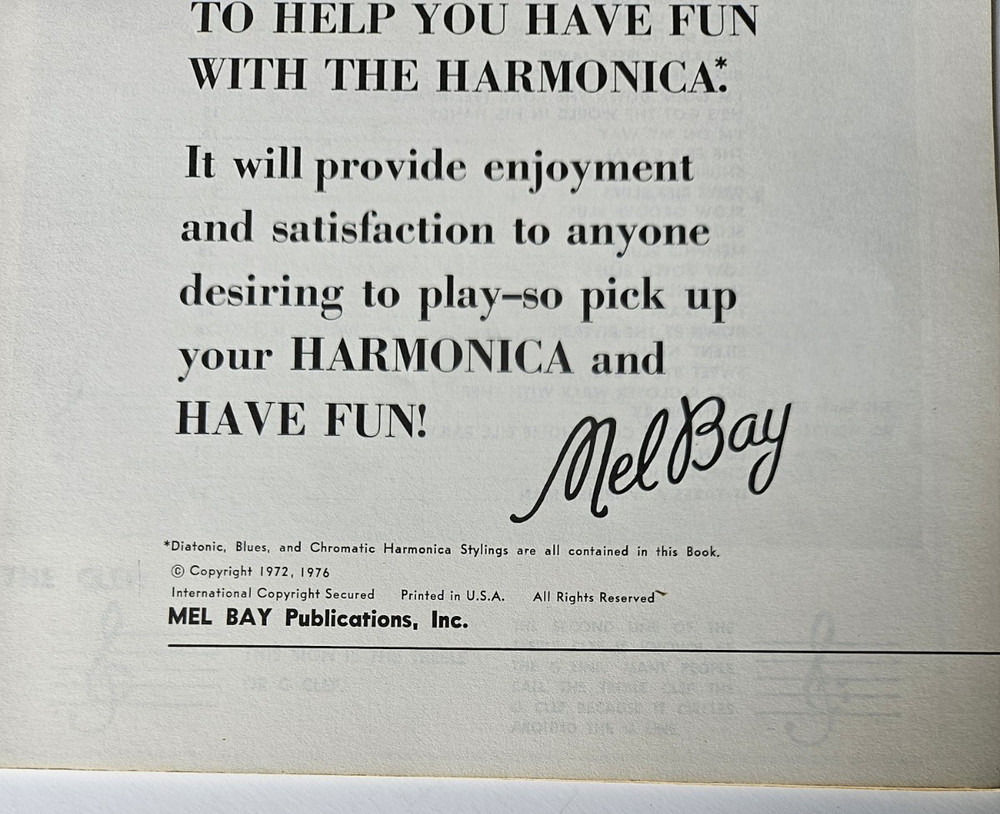 TO HELP YOU HAVE FUN
WITH THE HARMONICA.*
It will provide enjoyment
and satisfaction to anyone
desiring to play–so pick up
your HARMONICA and
HAVE FUN!
Mel Bay
*Diatonic, Blues, and Chromatic Harmonica Stylings are all contained in this Book.
© Copyright 1972, 1976
International Copyright Secured Printed in U.S.A. All Rights Reserved
MEL BAY Publications, Inc.